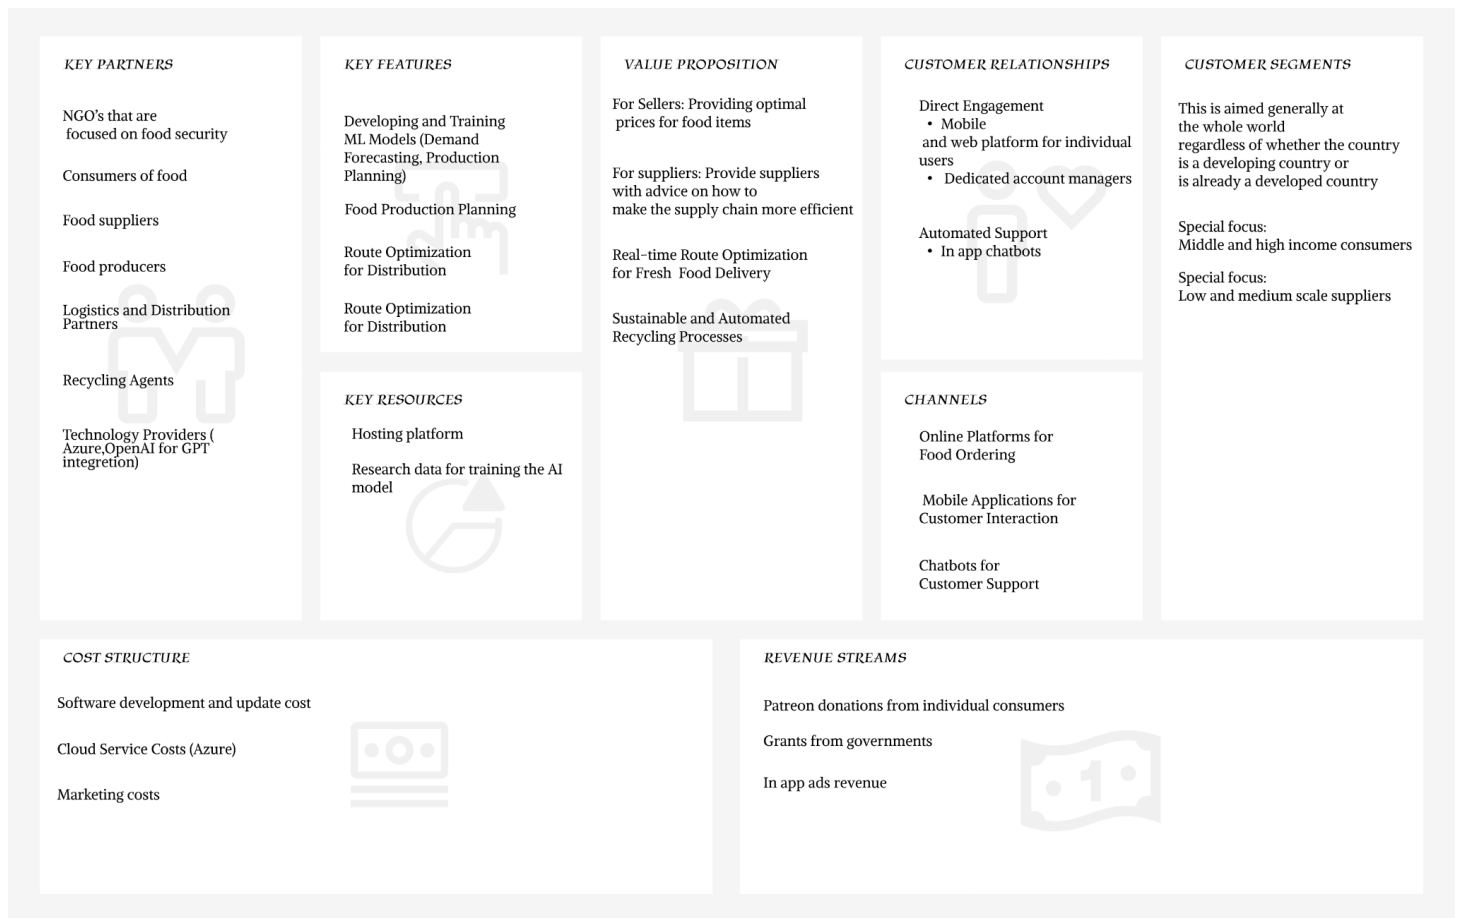 KEY PARTNERS
NGO’s that are
focused on food security
Consumers of food
Food suppliers
Food producers
Logistics and Distribution
Partners
Recycling Agents
Technology Providers (
Azure,OpenAI for GPT
integretion)
KEY FEATURES
Developing and Training
ML Models (Demand
Forecasting, Production
Planning)
Food Production Planning
Route Optimization
for Distribution
Route Optimization
for Distribution
KEY RESOURCES
Hosting platform
Research data for training the AI
model
VALUE PROPOSITION
For Sellers: Providing optimal
prices for food items
For suppliers: Provide suppliers
with advice on how to
make the supply chain more efficient
Real-time Route Optimization
for Fresh Food Delivery
Sustainable and Automated
Recycling Processes
CUSTOMER RELATIONSHIPS
Direct Engagement
• Mobile
and web platform for individual
users
• Dedicated account managers
Automated Support
• In app chatbots
CHANNELS
Online Platforms for
Food Ordering
Mobile Applications for
Customer Interaction
Chatbots for
Customer Support
CUSTOMER SEGMENTS
This is aimed generally at
the whole world
regardless of whether the country
is a developing country or
is already a developed country
Special focus:
Middle and high income consumers
Special focus:
Low and medium scale suppliers
COST STRUCTURE
Software development and update cost
Cloud Service Costs (Azure)
Marketing costs
REVENUE STREAMS
Patreon donations from individual consumers
Grants from governments
In app ads revenue
1